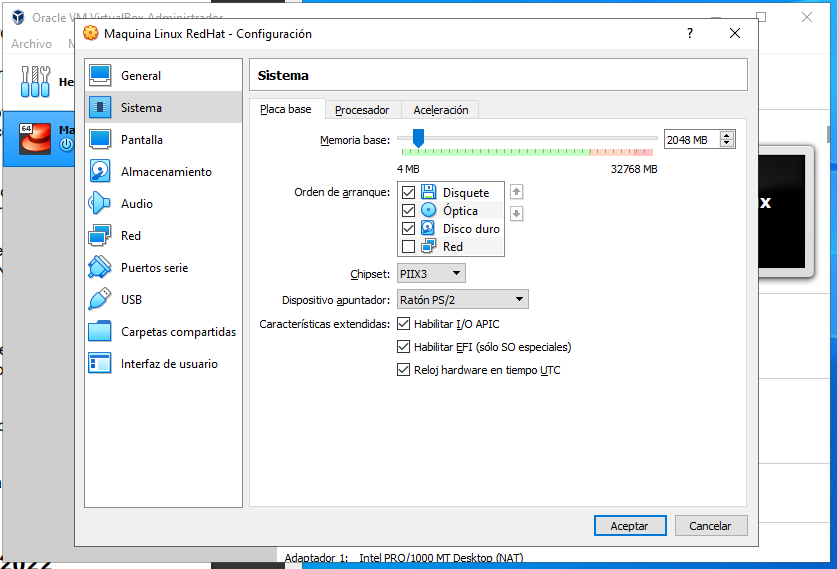 Oracle VM VirtualBox Administrador
Archivo
Maquina Linux RedHat - Configuración
?
He
64
Ma
General
Sistema
Pantalla
Almacenamiento
Audio
Red
Puertos serie
USB
Carpetas compartidas
Interfaz de usuario
Sistema
Placa base
Procesador
Aceleración
Memoria base:
2048 MB
4 MB
32768 MB
Orden de arranque:
Disquete
Óptica
Disco duro
Red
Chipset:
PIIX3
Dispositivo apuntador:
Ratón PS/2
Características extendidas:
Habilitar I/O APIC
Habilitar EFI (sólo SO especiales)
Reloj hardware en tiempo UTC
Aceptar
Cancelar
x
Adaptador 1: Intel PRO/1000 MT Desktop (NAT)
2022